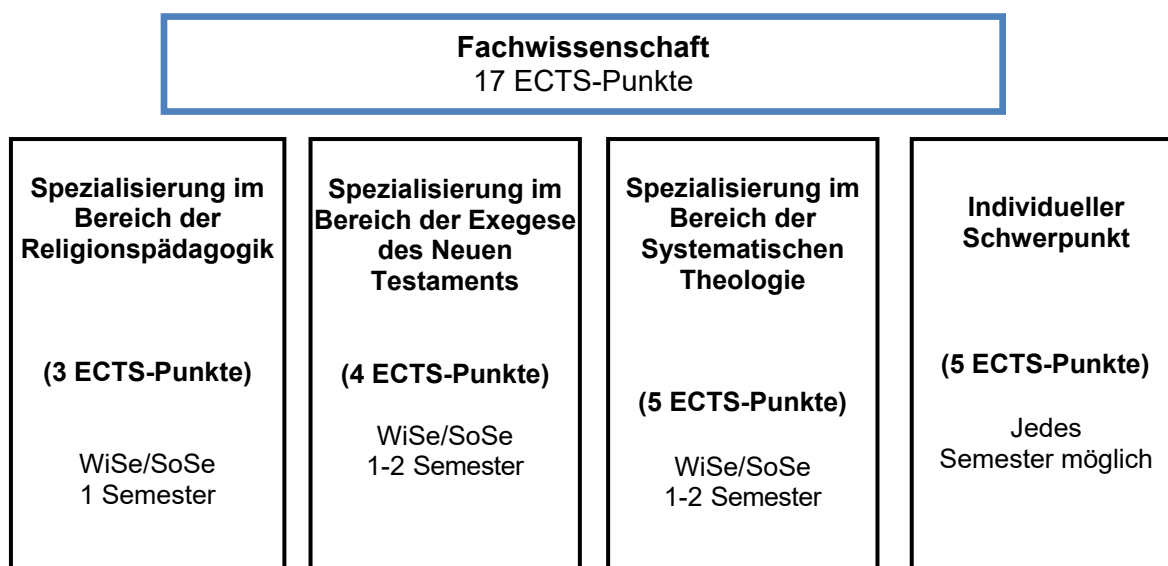 Fachwissenschaft
17 ECTS-Punkte
Spezialisierung im
Bereich der
Religionspädagogik
(3 ECTS-Punkte)
WiSe/SoSe
1 Semester
Spezialisierung im
Bereich der Exegese
des Neuen
Testaments
(4 ECTS-Punkte)
WiSe/SoSe
1-2 Semester
Spezialisierung im
Bereich der
Systematischen
Theologie
(5 ECTS-Punkte)
WiSe/SoSe
1-2 Semester
Individueller
Schwerpunkt
(5 ECTS-Punkte)
Jedes
Semester möglich